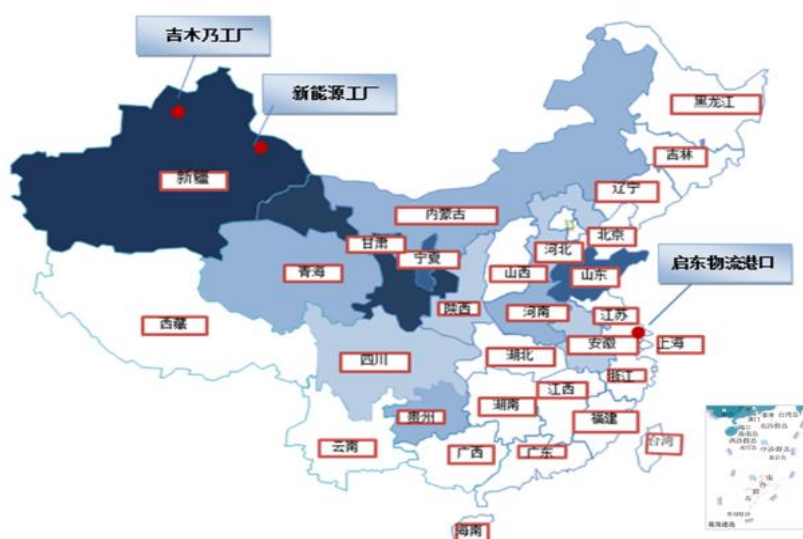 吉木乃工厂
新能源工厂
黑龙江
吉林
辽宁
新疆
内蒙古
北京
甘肃
宁夏
河北
启东物流港口
青海
山西
山东
陕西
河南
江苏
西藏
安徽
上海
四川
湖北
浙江
江西
湖南
贵州
福建
云南
台湾
广西
广东
海南
南海诸岛